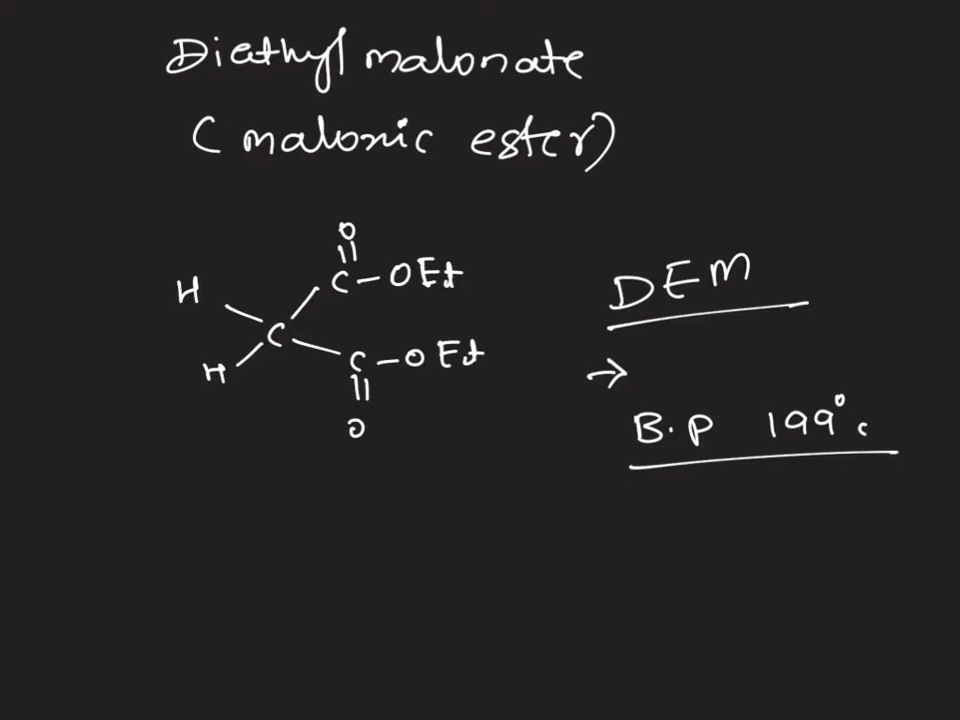 Diethyl malonate
(malonic ester)
O
H C-OEt
C
H C-OEt
O
DEM
→
B.P 199°c